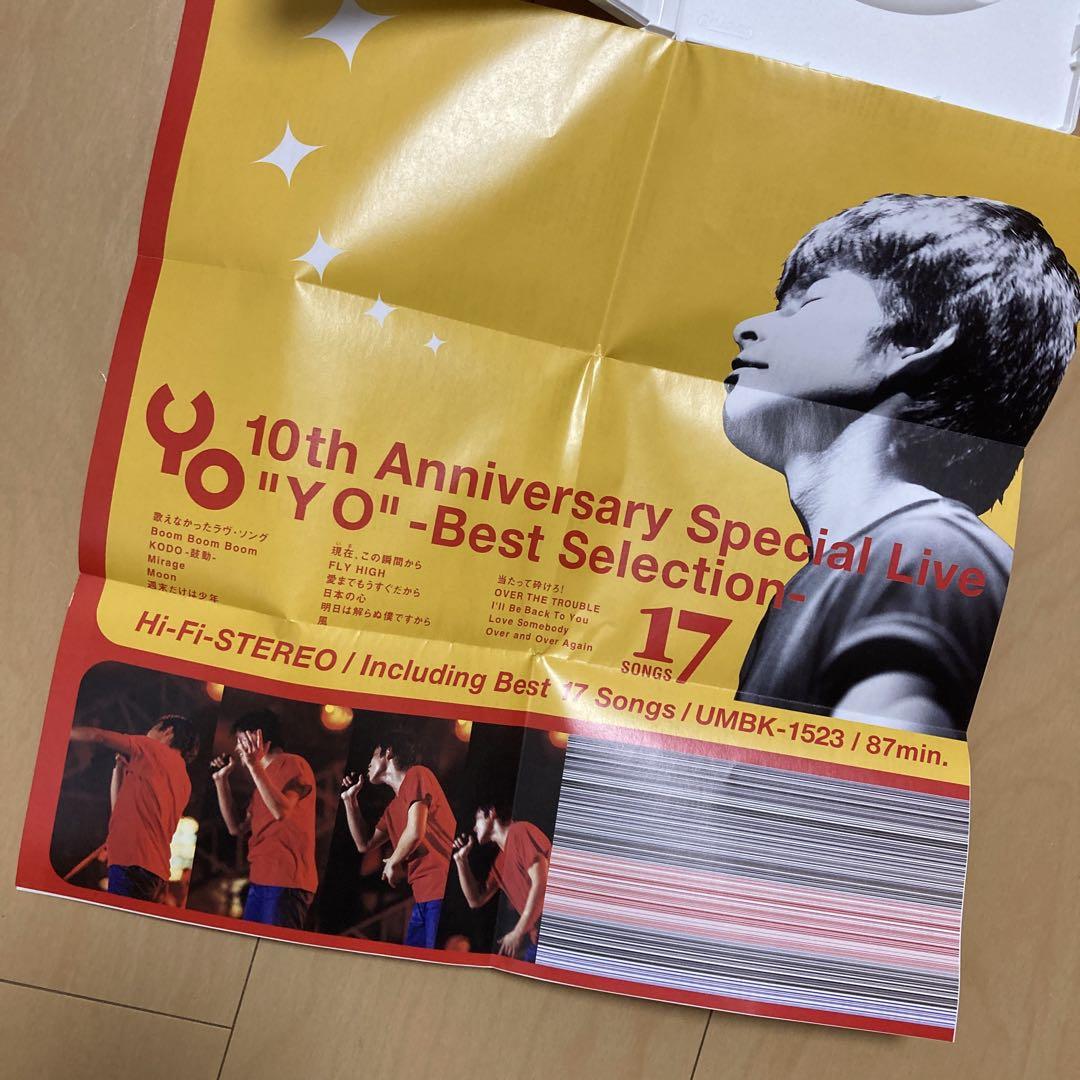 YO
10th Anniversary Special Live
"YO" -Best Selection-
歌えなかったラヴ・ソング
Boom Boom Boom
KODO-鼓動-
Mirage
Moon
週末だけは少年
現在、この瞬間から
FLY HIGH
愛までもうすぐだから
日本の心
明日は解らぬ僕ですから
風
当たって砕けろ!
OVER THE TROUBLE
I'll Be Back To You
Love Somebody
Over and Over Again
17
SONGS
Hi-Fi-STEREO / Including Best 17 Songs / UMBK-1523 / 87min.